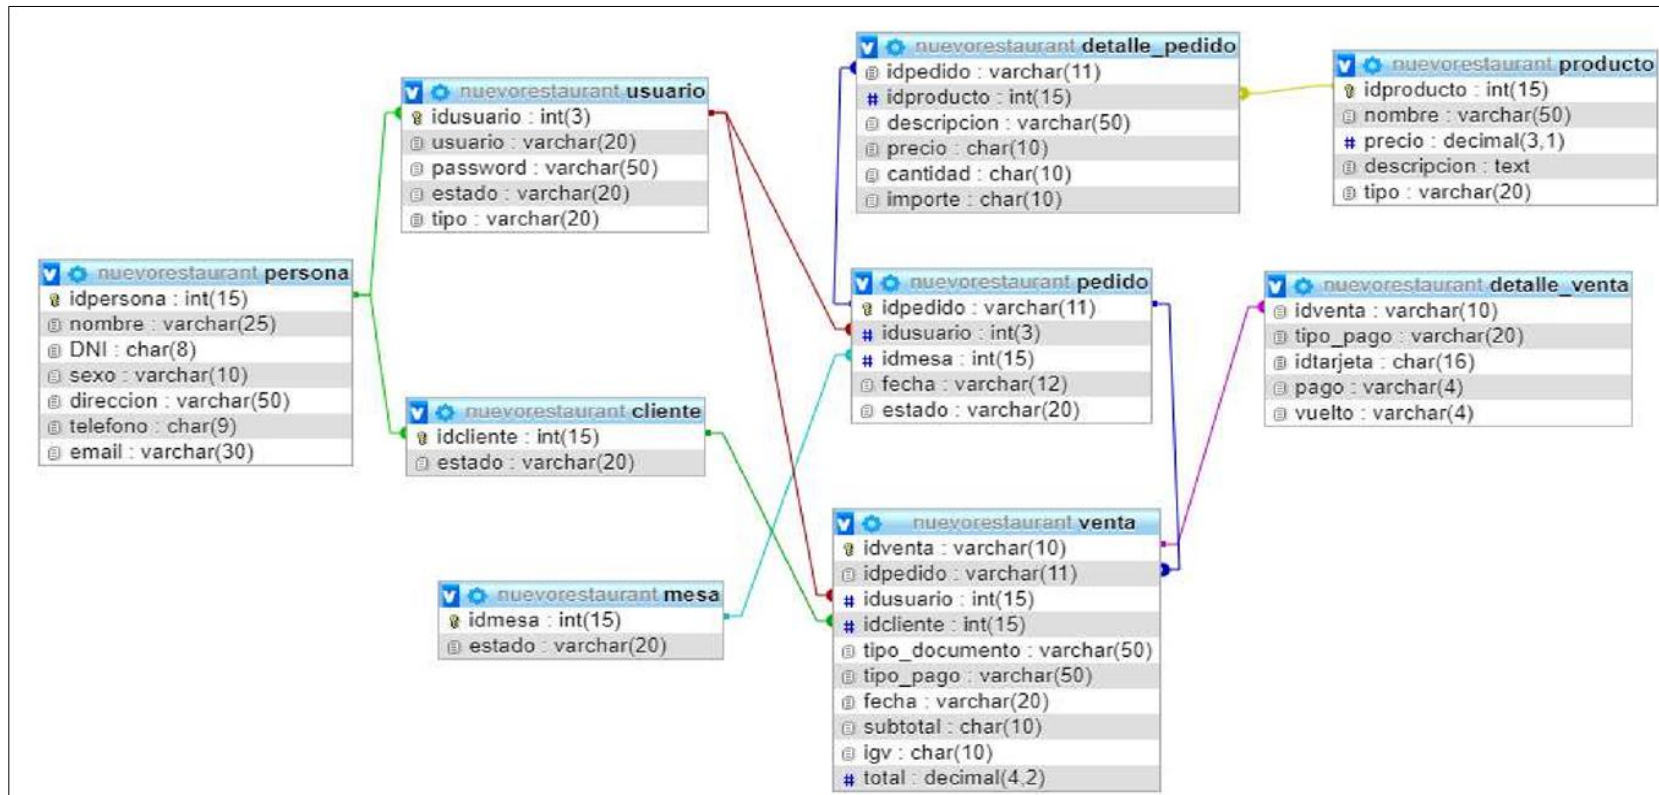 nuevorestaurant persona
idpersona : int(15)
nombre : varchar(25)
DNI : char(8)
sexo : varchar(10)
direccion : varchar(50)
telefono : char(9)
email : varchar(30)
nuevorestaurant usuario
idusuario : int(3)
usuario : varchar(20)
password : varchar(50)
estado : varchar(20)
tipo : varchar(20)
nuevorestaurant cliente
idcliente : int(15)
estado : varchar(20)
nuevorestaurant mesa
idmesa : int(15)
estado : varchar(20)
nuevorestaurant detalle_pedido
idpedido : varchar(11)
# idproducto : int(15)
descripcion : varchar(50)
precio : char(10)
cantidad : char(10)
importe : char(10)
nuevorestaurant pedido
idpedido : varchar(11)
# idusuario : int(3)
# idmesa : int(15)
fecha : varchar(12)
estado : varchar(20)
nuevorestaurant venta
idventa : varchar(10)
idpedido : varchar(11)
# idusuario : int(15)
# idcliente : int(15)
tipo_documento : varchar(50)
tipo_pago : varchar(50)
fecha : varchar(20)
subtotal : char(10)
igv : char(10)
# total : decimal(4,2)
nuevorestaurant producto
idproducto : int(15)
nombre : varchar(50)
# precio : decimal(3,1)
descripcion : text
tipo : varchar(20)
nuevorestaurant detalle_venta
idventa : varchar(10)
tipo_pago : varchar(20)
idtarjeta : char(16)
pago : varchar(4)
vuelto : varchar(4)